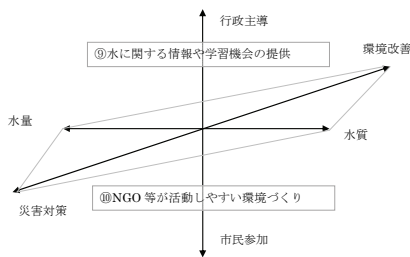 行政主導
⑨水に関する情報や学習機会の提供
環境改善
水量
水質
⑩NGO 等が活動しやすい環境づくり
災害対策
市民参加